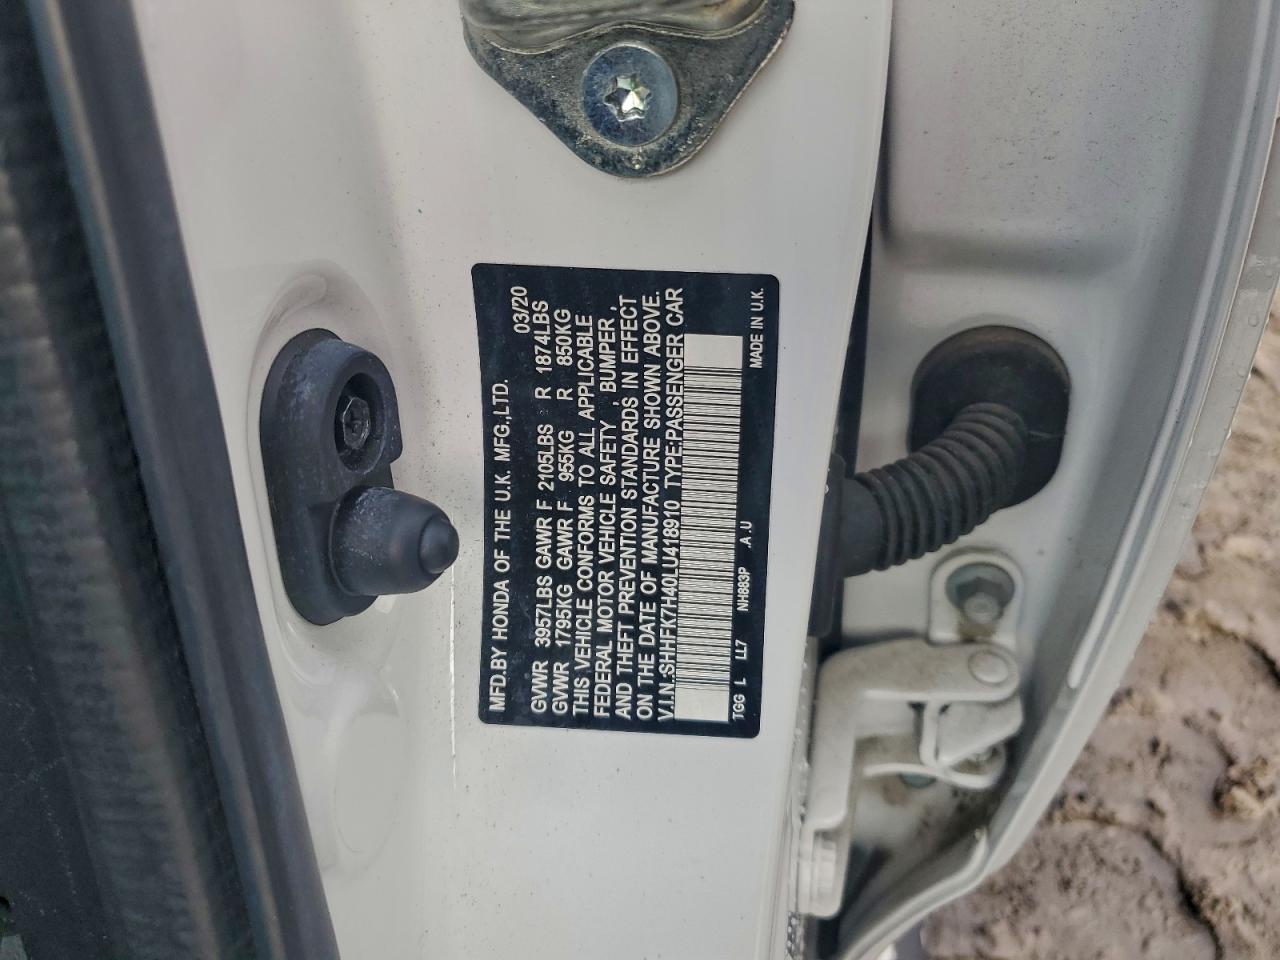 MFD.BY HONDA OF THE U.K. MFG.,LTD. 03/20
GVWR 3957LBS GAWR F 2105LBS R 1874LBS
GVWR 1795KG GAWR F 955KG R 850KG
THIS VEHICLE CONFORMS TO ALL APPLICABLE
FEDERAL MOTOR VEHICLE SAFETY , BUMPER ,
AND THEFT PREVENTION STANDARDS IN EFFECT
ON THE DATE OF MANUFACTURE SHOWN ABOVE.
V.I.N.:SHHFK7H40LU418910 TYPE:PASSENGER CAR
TGG L LL7 NH883P .A .U MADE IN U.K.